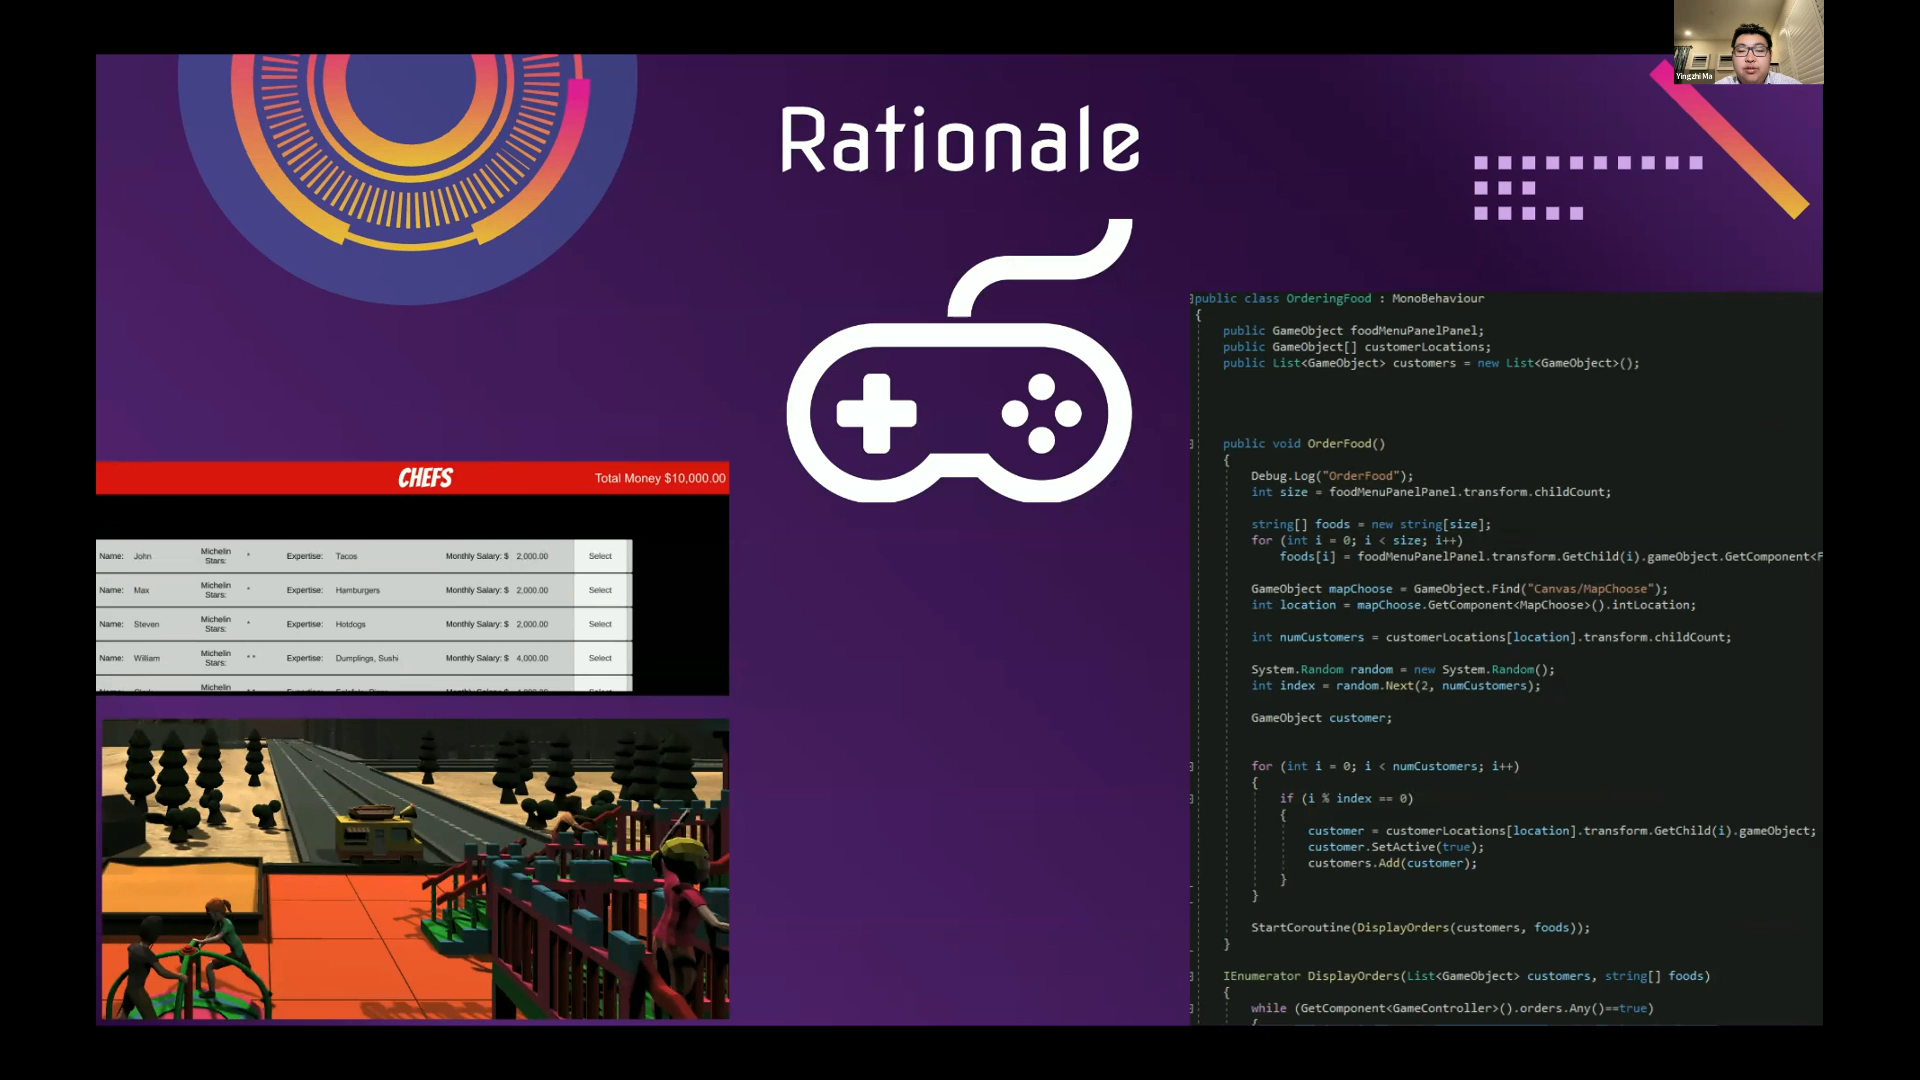 Yingzhi Ma
Rationale
CHEFS
Total Money $10,000.00
Name: John Michelin Stars: * Expertise: Tacos Monthly Salary: $ 2,000.00 Select
Name: Max Michelin Stars: * Expertise: Hamburgers Monthly Salary: $ 2,000.00 Select
Name: Steven Michelin Stars: * Expertise: Hotdogs Monthly Salary: $ 2,000.00 Select
Name: William Michelin Stars: * * Expertise: Dumplings, Sushi Monthly Salary: $ 4,000.00 Select
Michelin
public class OrderingFood : MonoBehaviour
{
public GameObject foodMenuPanelPanel;
public GameObject[] customerLocations;
public List<GameObject> customers = new List<GameObject>();
public void OrderFood()
{
Debug.Log("OrderFood");
int size = foodMenuPanelPanel.transform.childCount;
string[] foods = new string[size];
for (int i = 0; i < size; i++)
foods[i] = foodMenuPanelPanel.transform.GetChild(i).gameObject.GetComponent<F
GameObject mapChoose = GameObject.Find("Canvas/MapChoose");
int location = mapChoose.GetComponent<MapChoose>().intLocation;
int numCustomers = customerLocations[location].transform.childCount;
System.Random random = new System.Random();
int index = random.Next(2, numCustomers);
GameObject customer;
for (int i = 0; i < numCustomers; i++)
{
if (i % index == 0)
{
customer = customerLocations[location].transform.GetChild(i).gameObject;
customer.SetActive(true);
customers.Add(customer);
}
}
StartCoroutine(DisplayOrders(customers, foods));
}
IEnumerator DisplayOrders(List<GameObject> customers, string[] foods)
{
while (GetComponent<GameController>().orders.Any()==true)
{